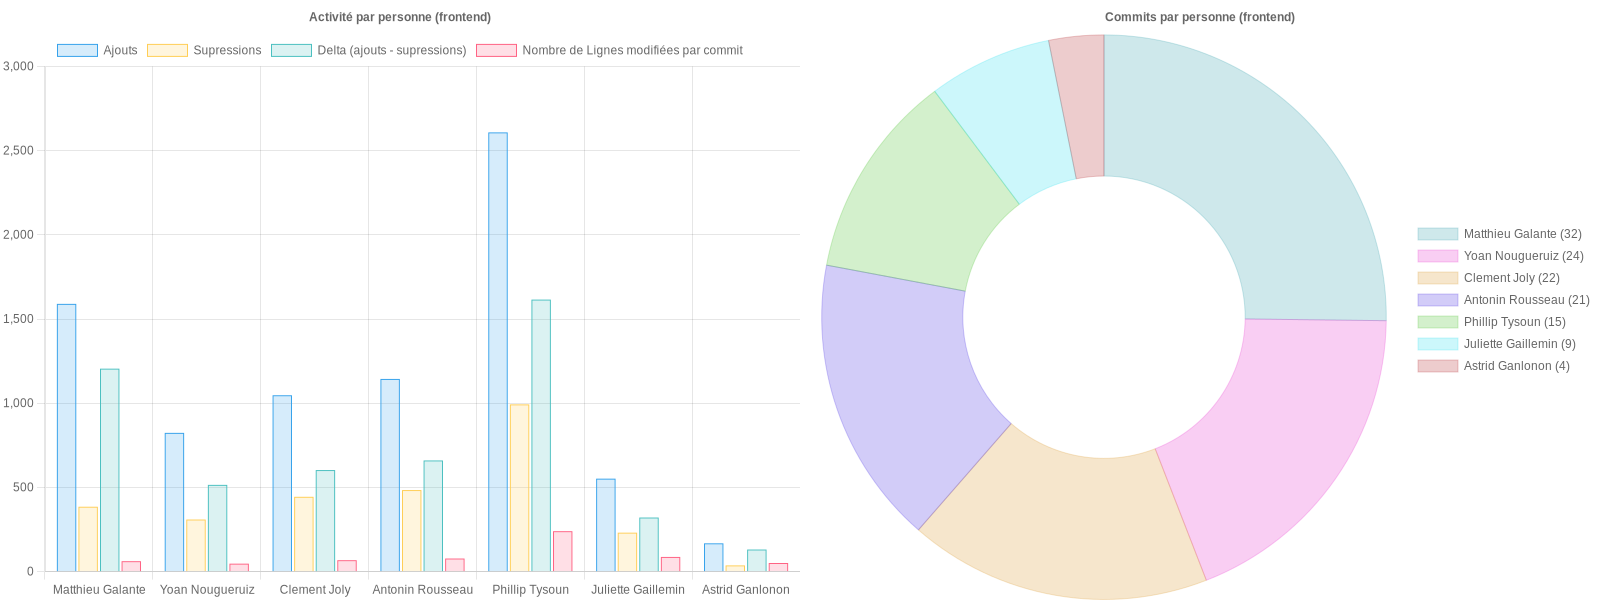 Activité par personne (frontend)
Ajouts Supressions Delta (ajouts - supressions) Nombre de Lignes modifiées par commit
3,000
2,500
2,000
1,500
1,000
500
0
Matthieu Galante Yoan Nougueruiz Clement Joly Antonin Rousseau Phillip Tysoun Juliette Gaillemin Astrid Ganlonon
Commits par personne (frontend)
Matthieu Galante (32)
Yoan Nougueruiz (24)
Clement Joly (22)
Antonin Rousseau (21)
Phillip Tysoun (15)
Juliette Gaillemin (9)
Astrid Ganlonon (4)